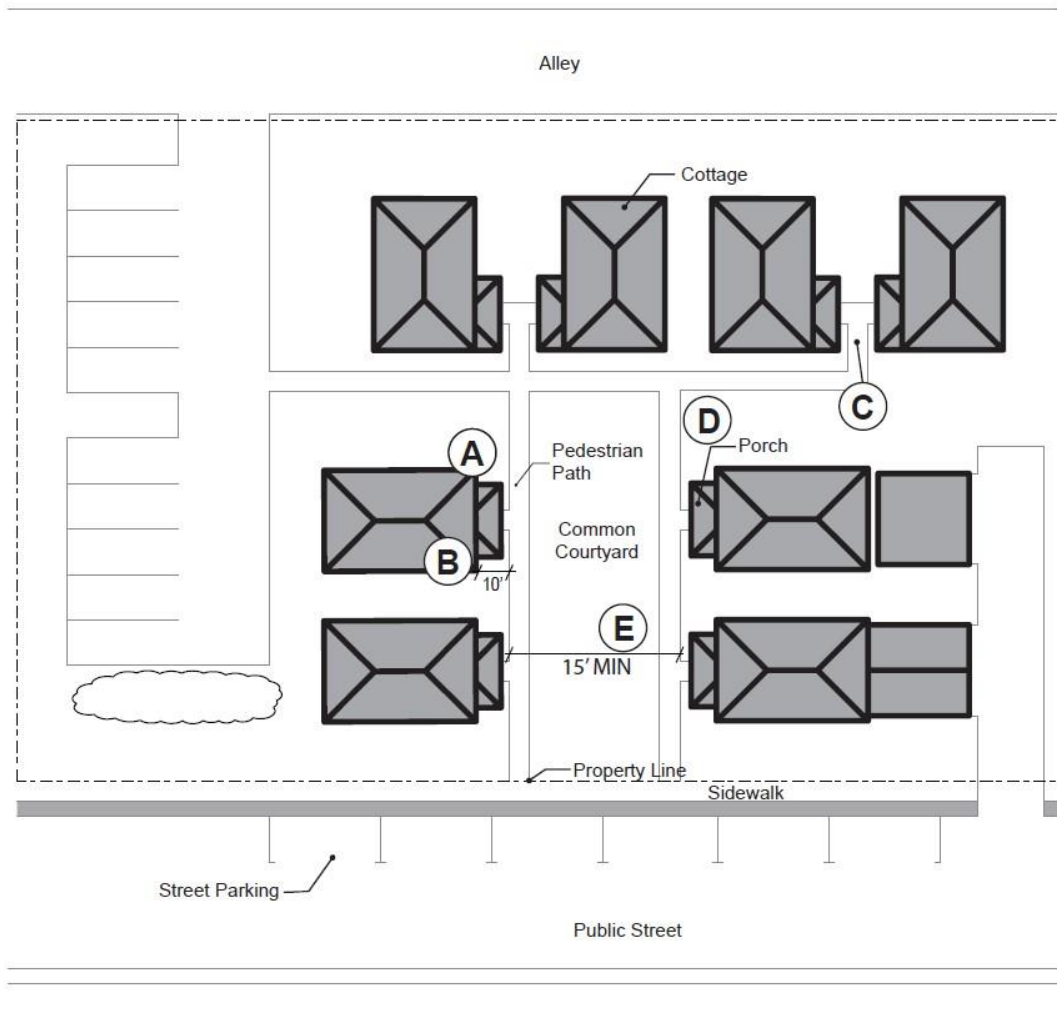 Alley
Cottage
C
D
Porch
A
Pedestrian
Path
Common
Courtyard
B
10'
E
15' MIN
Property Line
Sidewalk
Street Parking
Public Street